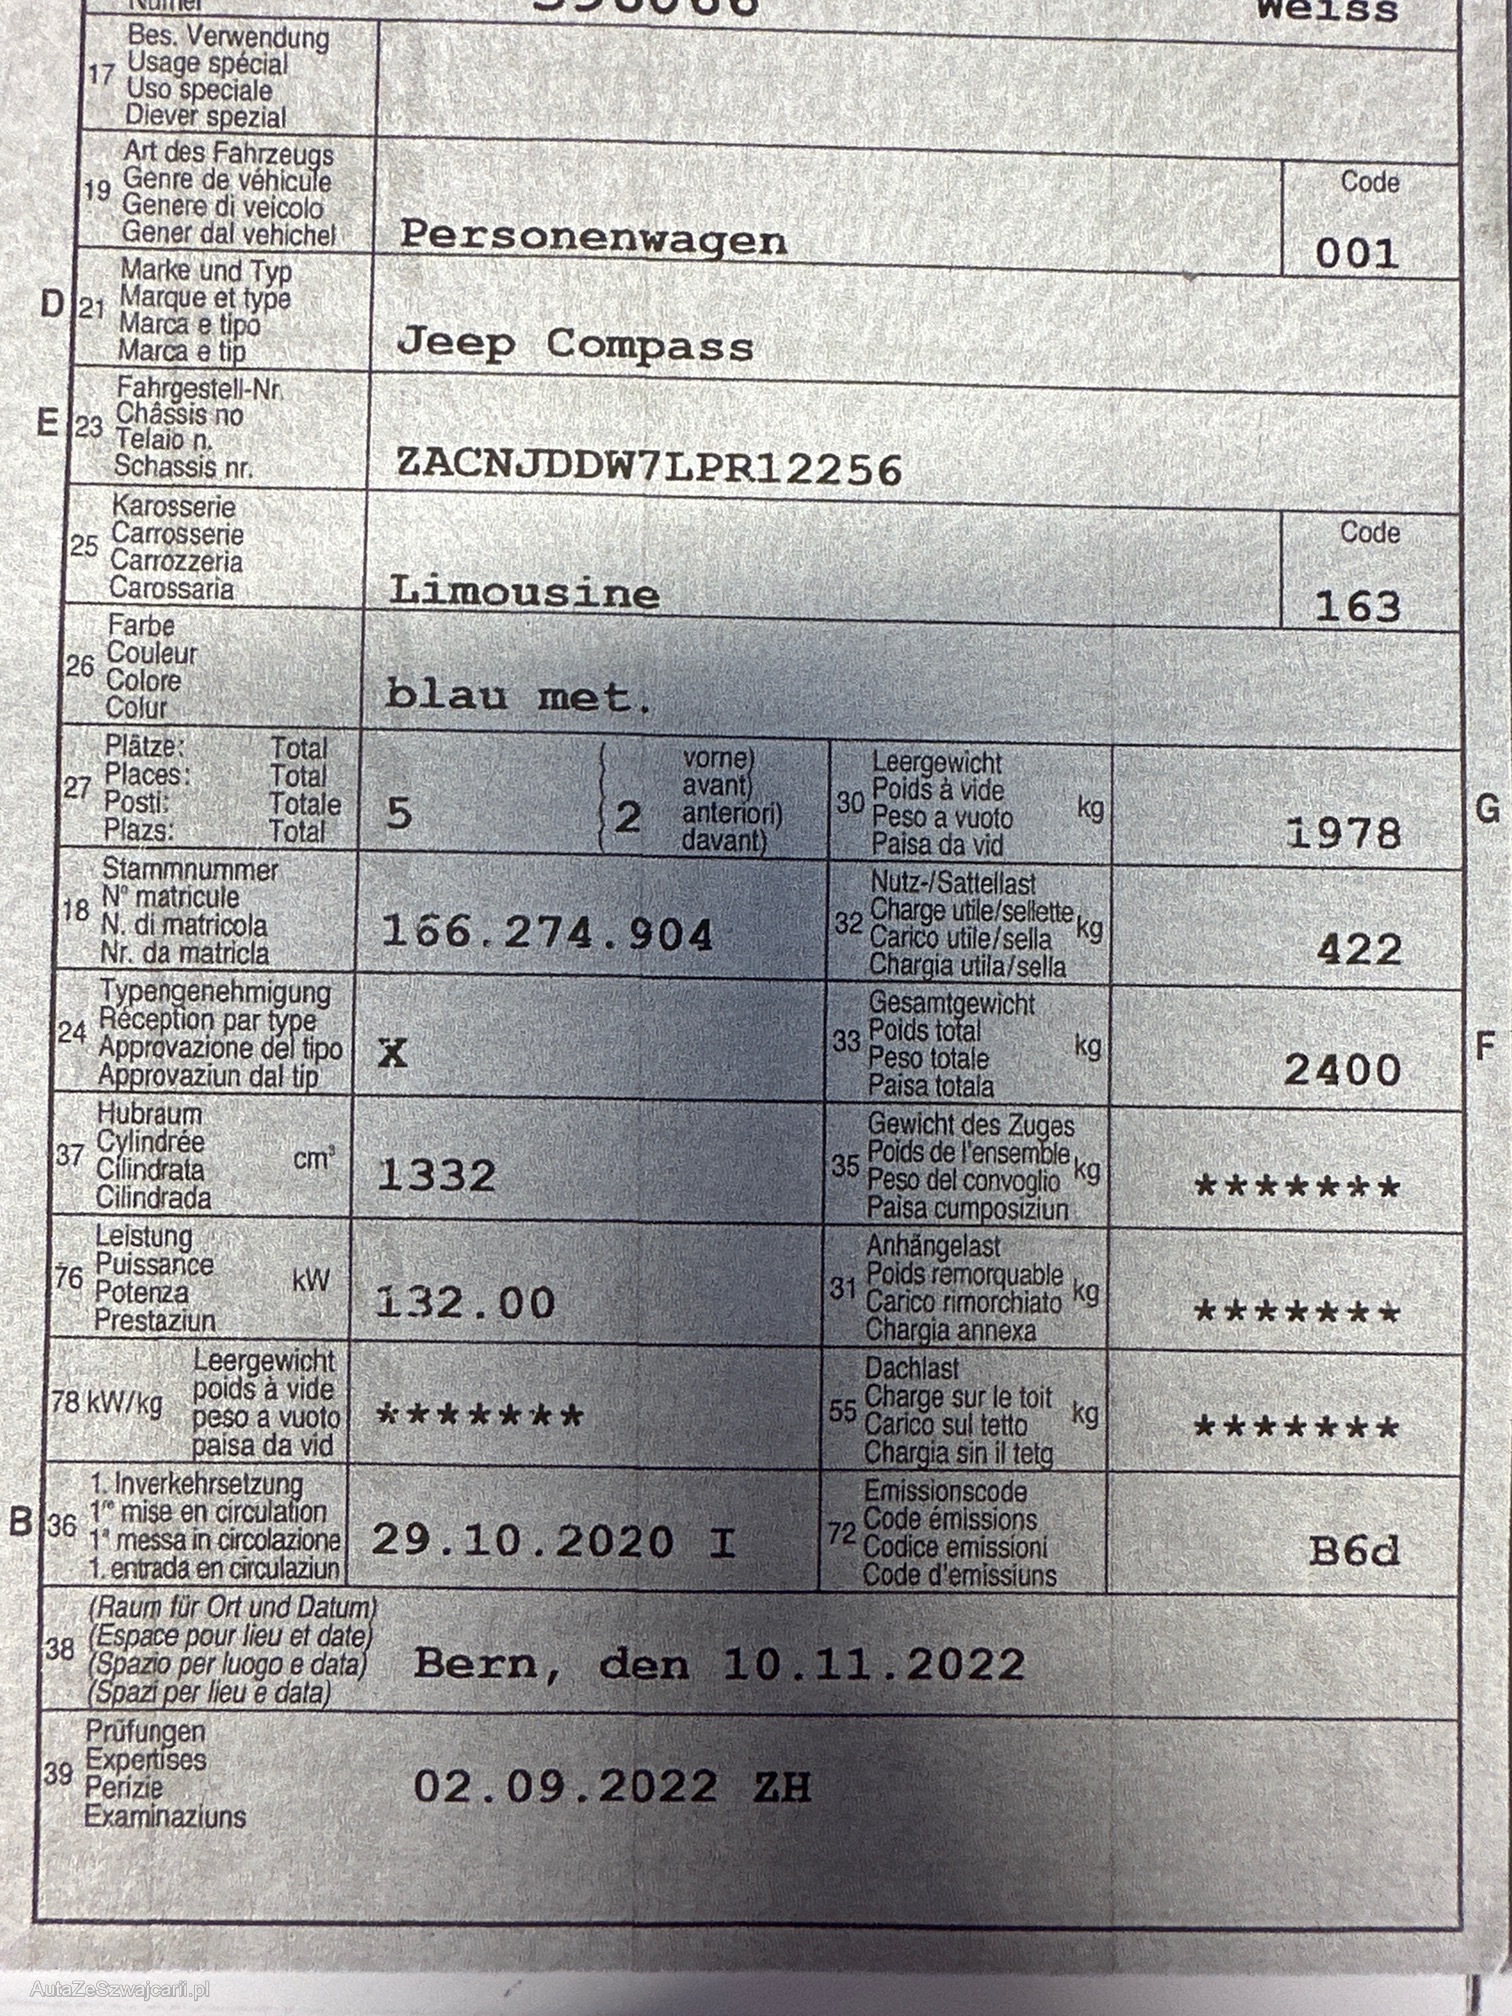 Numer
Weiss
17 Bes. Verwendung
Usage spécial
Uso speciale
Diever spezial
19 Art des Fahrzeugs
Genre de véhicule
Genere di veicolo
Gener dal vehichel
Personenwagen
Code
001
D 21 Marke und Typ
Marque et type
Marca e tipo
Marca e tip
Jeep Compass
E 23 Fahrgestell-Nr.
Châssis no
Telaio n.
Schassis nr.
ZACNJDDW7LPR12256
25 Karosserie
Carrosserie
Carrozzeria
Carossaria
Limousine
Code
163
26 Farbe
Couleur
Colore
Colur
blau met.
27 Plätze: Total
Places: Total
Posti: Totale
Plazs: Total
5
2
vorne)
avant)
anteriori)
davant)
30 Leergewicht
Poids à vide
Peso a vuoto
Paisa da vid
kg
1978
G
18 Stammnummer
N° matricule
N. di matricola
Nr. da matricla
166.274.904
32 Nutz-/Sattellast
Charge utile/sellette
Carico utile/sella
Chargia utila/sella
kg
422
24 Typengenehmigung
Réception par type
Approvazione del tipo
Approvaziun dal tip
X
33 Gesamtgewicht
Poids total
Peso totale
Paisa totala
kg
2400
F
37 Hubraum
Cylindrée
Cilindrata
Cilindrada
cm³
1332
35 Gewicht des Zuges
Poids de l'ensemble
Peso del convoglio
Paisa cumposiziun
kg
*******
76 Leistung
Puissance
Potenza
Prestaziun
kW
132.00
31 Anhängelast
Poids remorquable
Carico rimorchiato
Chargia annexa
kg
*******
78 kW/kg
Leergewicht
poids à vide
peso a vuoto
paisa da vid
*******
55 Dachlast
Charge sur le toit
Carico sul tetto
Chargia sin il tetg
kg
*******
B 36 1. Inverkehrsetzung
1re mise en circulation
1a messa in circolazione
1. entrada en circulaziun
29.10.2020 I
72 Emissionscode
Code émissions
Codice emissioni
Code d'emissiuns
B6d
38 (Raum für Ort und Datum)
(Espace pour lieu et date)
(Spazio per luogo e data)
(Spazi per lieu e data)
Bern, den 10.11.2022
39 Prüfungen
Expertises
Perizie
Examinaziuns
02.09.2022 ZH
AutaZeSzwajcarii.pl